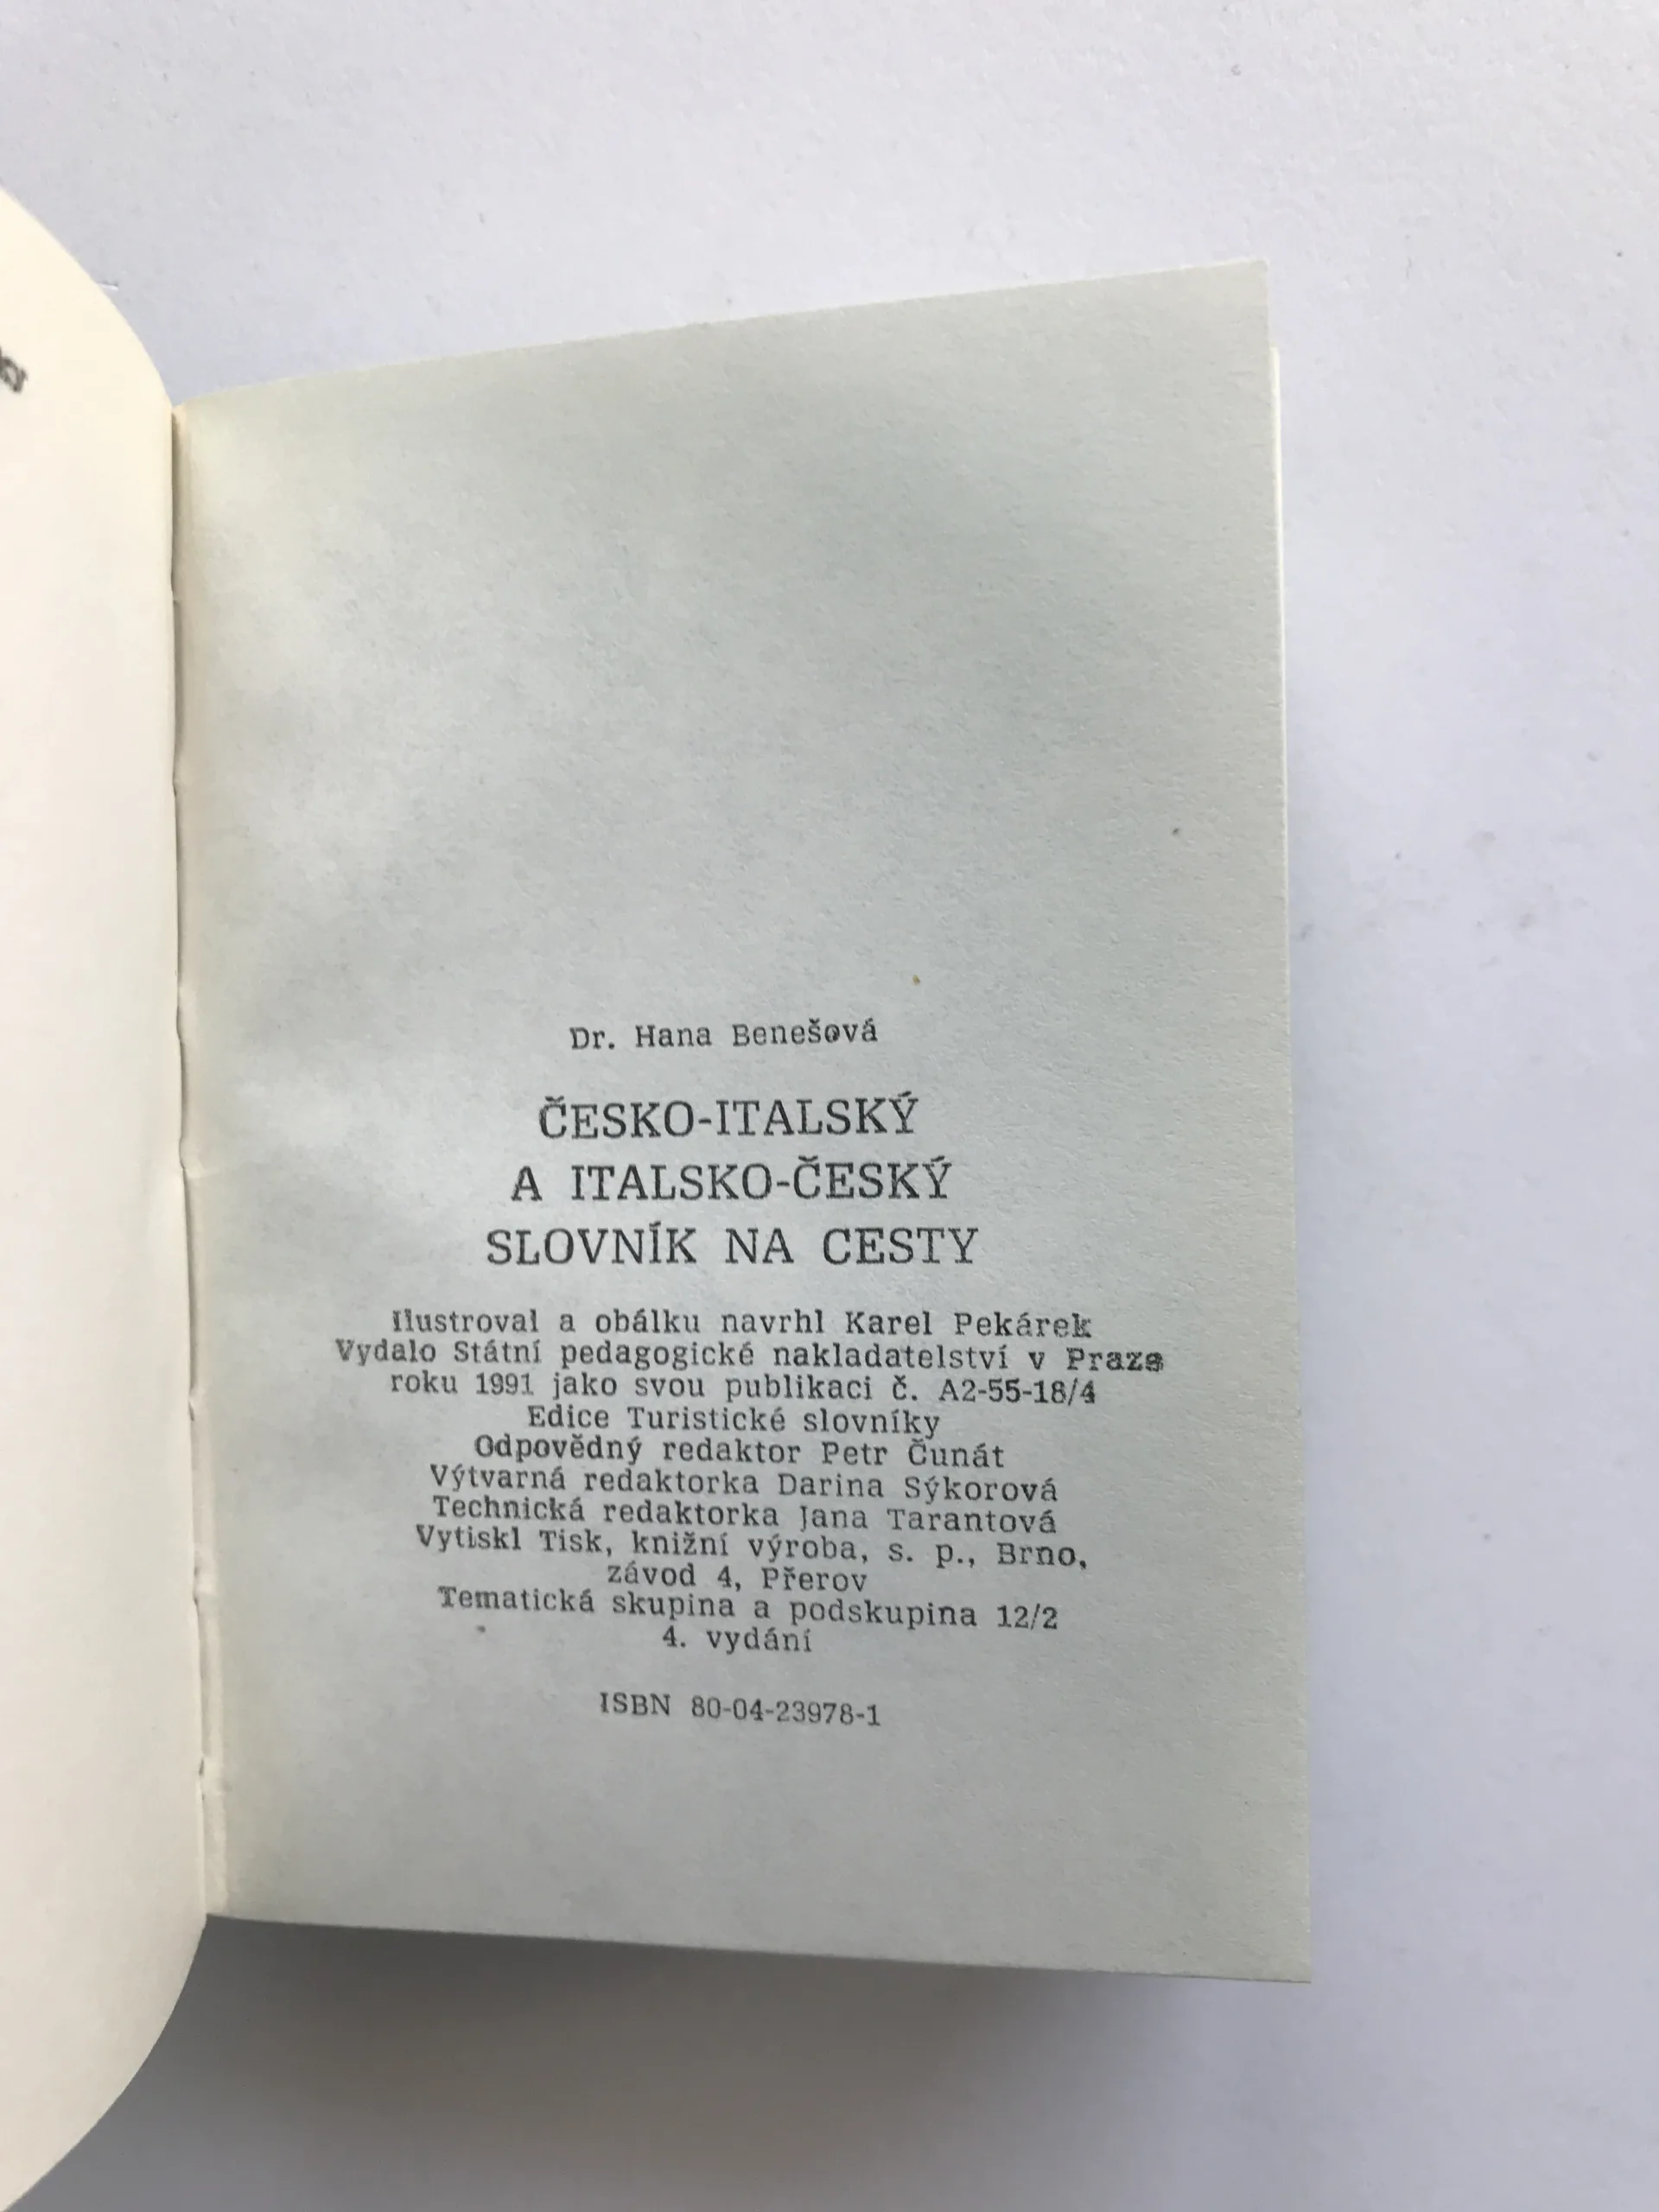 Dr. Hana Benešová
ČESKO-ITALSKÝ
A ITALSKO-ČESKÝ
SLOVNÍK NA CESTY
Ilustroval a obálku navrhl Karel Pekárek
Vydalo Státní pedagogické nakladatelství v Praze
roku 1991 jako svou publikaci č. A2-55-18/4
Edice Turistické slovníky
Odpovědný redaktor Petr Čunát
Výtvarná redaktorka Darina Sýkorová
Technická redaktorka Jana Tarantová
Vytiskl Tisk, knižní výroba, s. p., Brno,
závod 4, Přerov
Tematická skupina a podskupina 12/2
4. vydání
ISBN 80-04-23978-1